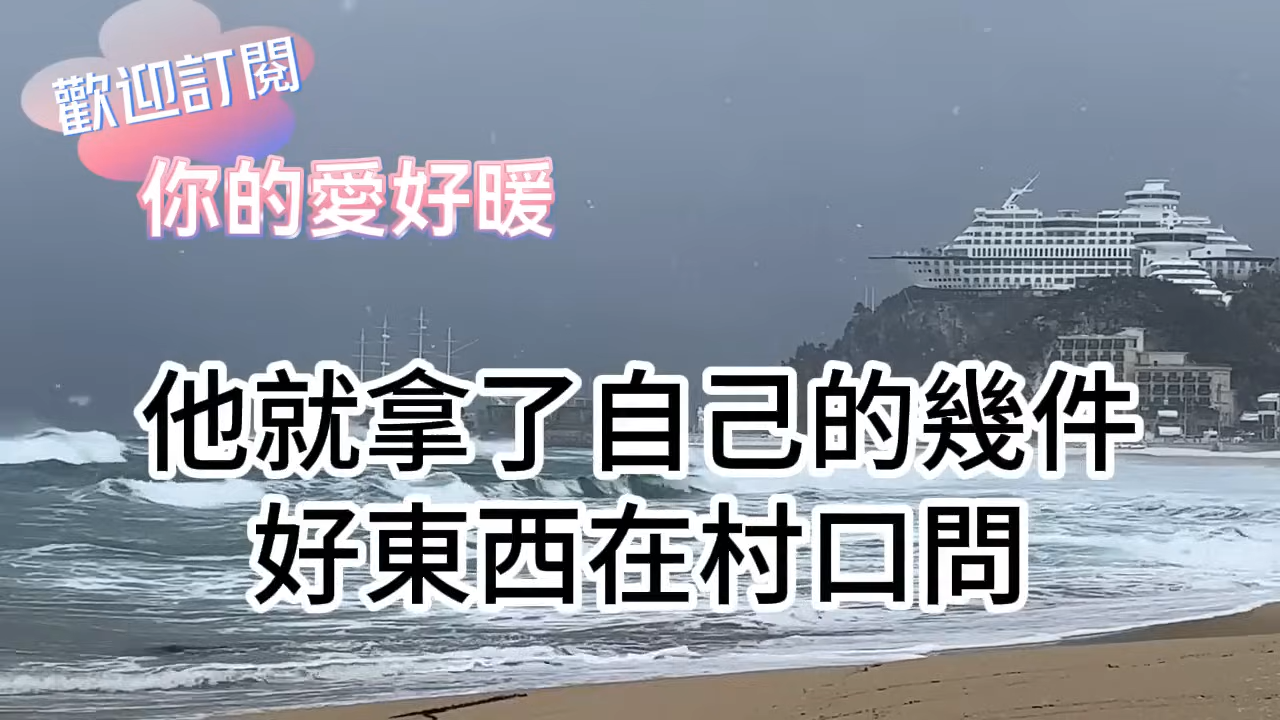 歡迎訂閱
你的愛好暖
他就拿了自己的幾件
好東西在村口問